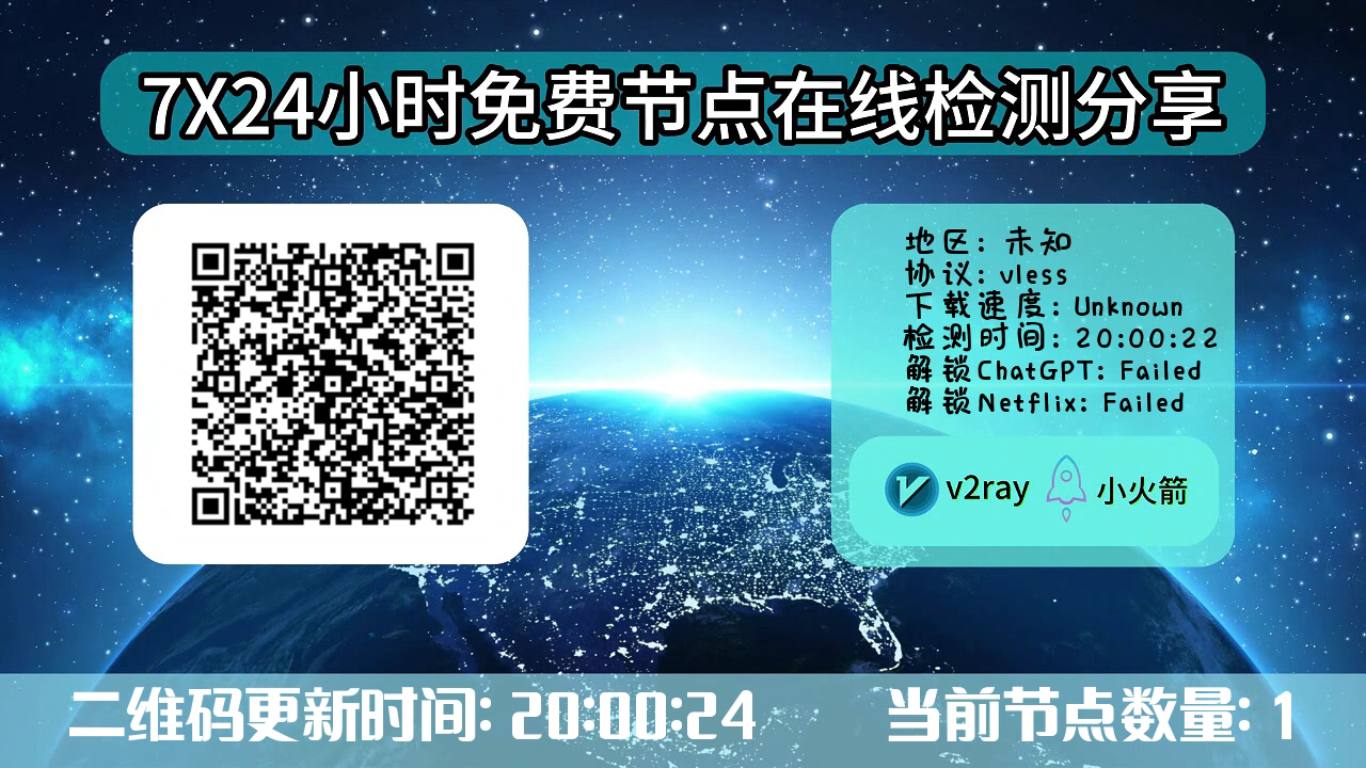 7X24小时免费节点在线检测分享
地区: 未知
协议: vless
下载速度: Unknown
检测时间: 20:00:22
解锁ChatGPT: Failed
解锁Netflix: Failed
v2ray 小火箭
二维码更新时间: 20:00:24
当前节点数量: 1